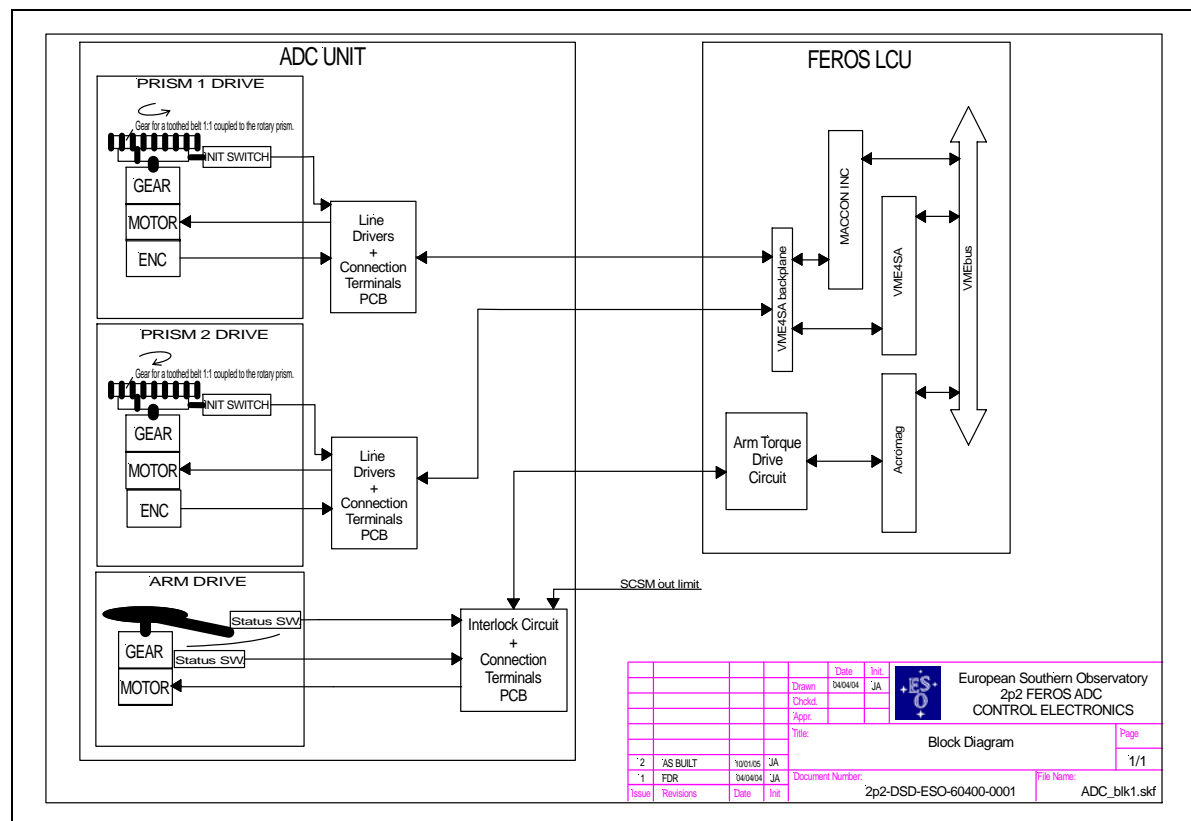 ADC UNIT
PRISM 1 DRIVE
Gear for a toothed belt 1:1 coupled to the rotary prism.
INIT SWITCH
GEAR
MOTOR
ENC
Line
Drivers
+
Connection
Terminals
PCB
PRISM 2 DRIVE
Gear for a toothed belt 1:1 coupled to the rotary prism.
INIT SWITCH
GEAR
MOTOR
ENC
Line
Drivers
+
Connection
Terminals
PCB
ARM DRIVE
Status SW
GEAR
Status SW
MOTOR
Interlock Circuit
+
Connection
Terminals
PCB
SCSM out limit
FEROS LCU
MACCON INC
VME4SA
VME4SA backplane
VMEbus
Acromag
Arm Torque
Drive
Circuit
Date Init.
Drawn 04/04/04 JA
Chckd.
Appr.
ESO
European Southern Observatory
2p2 FEROS ADC
CONTROL ELECTRONICS
Title:
Block Diagram
Page
1/1
2 AS BUILT 10/01/05 JA
1 FDR 04/04/04 JA
Issue Revisions Date Init
Document Number:
2p2-DSD-ESO-60400-0001
File Name:
ADC_blk1.skf